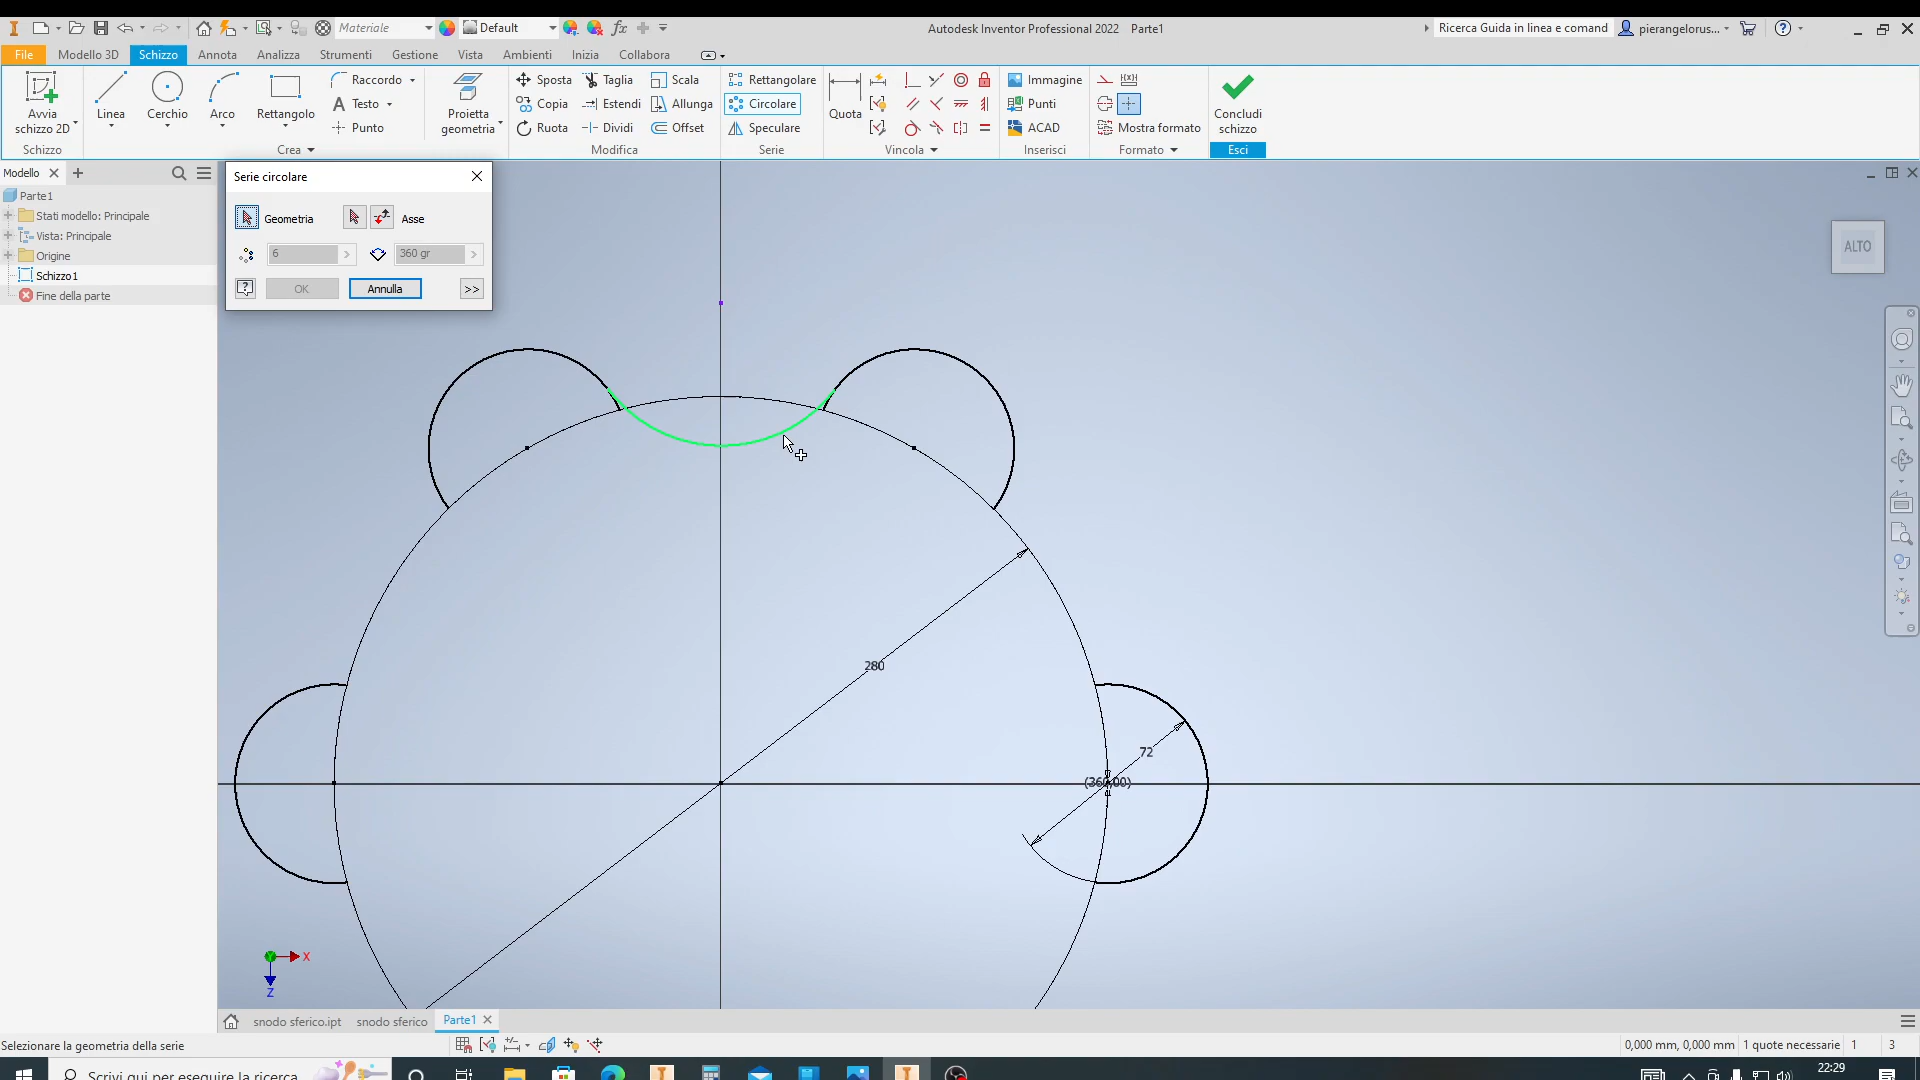 Materiale
Default
Autodesk Inventor Professional 2022 Parte1
Ricerca Guida in linea e comand
pierangelorus...
File Modello 3D Schizzo Annota Analizza Strumenti Gestione Vista Ambienti Inizia Collabora
Avvia
schizzo 2D
Schizzo
Linea
Cerchio
Arco
Rettangolo
Raccordo
Testo
Punto
Crea
Proietta
geometria
Sposta
Copia
Ruota
Taglia
Estendi
Dividi
Scala
Allunga
Offset
Modifica
Rettangolare
Circolare
Speculare
Serie
Quota
Vincola
Immagine
Punti
ACAD
Inserisci
Mostra formato
Formato
Concludi
schizzo
Esci
Modello
Parte1
Stati modello: Principale
Vista: Principale
Origine
Schizzo1
Fine della parte
Serie circolare
Geometria
Asse
6
360 gr
OK
Annulla
>>
ALTO
280
72
(360,00)
X
Z
snodo sferico.ipt
snodo sferico
Parte1
Selezionare la geometria della serie
0,000 mm, 0,000 mm
1 quote necessarie
1
3
Scrivi qui per eseguire la ricerca
22:29